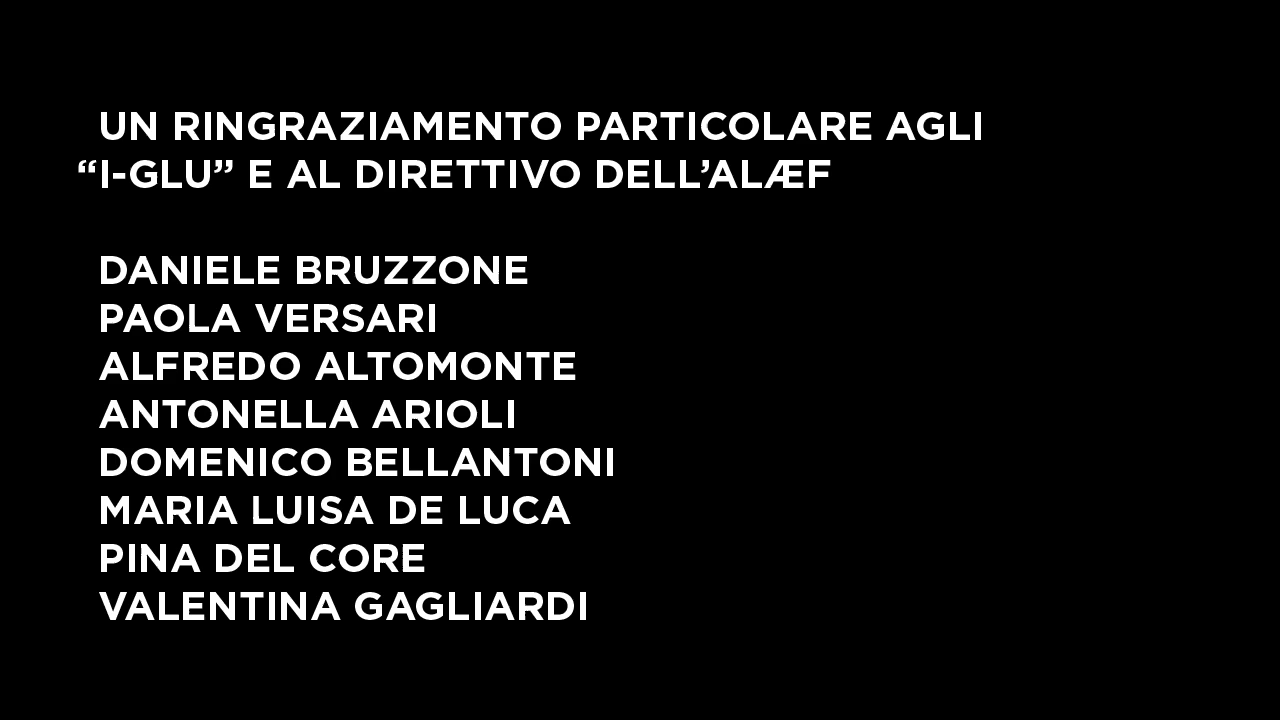 UN RINGRAZIAMENTO PARTICOLARE AGLI
“I-GLU” E AL DIRETTIVO DELL’ALÆF
DANIELE BRUZZONE
PAOLA VERSARI
ALFREDO ALTOMONTE
ANTONELLA ARIOLI
DOMENICO BELLANTONI
MARIA LUISA DE LUCA
PINA DEL CORE
VALENTINA GAGLIARDI